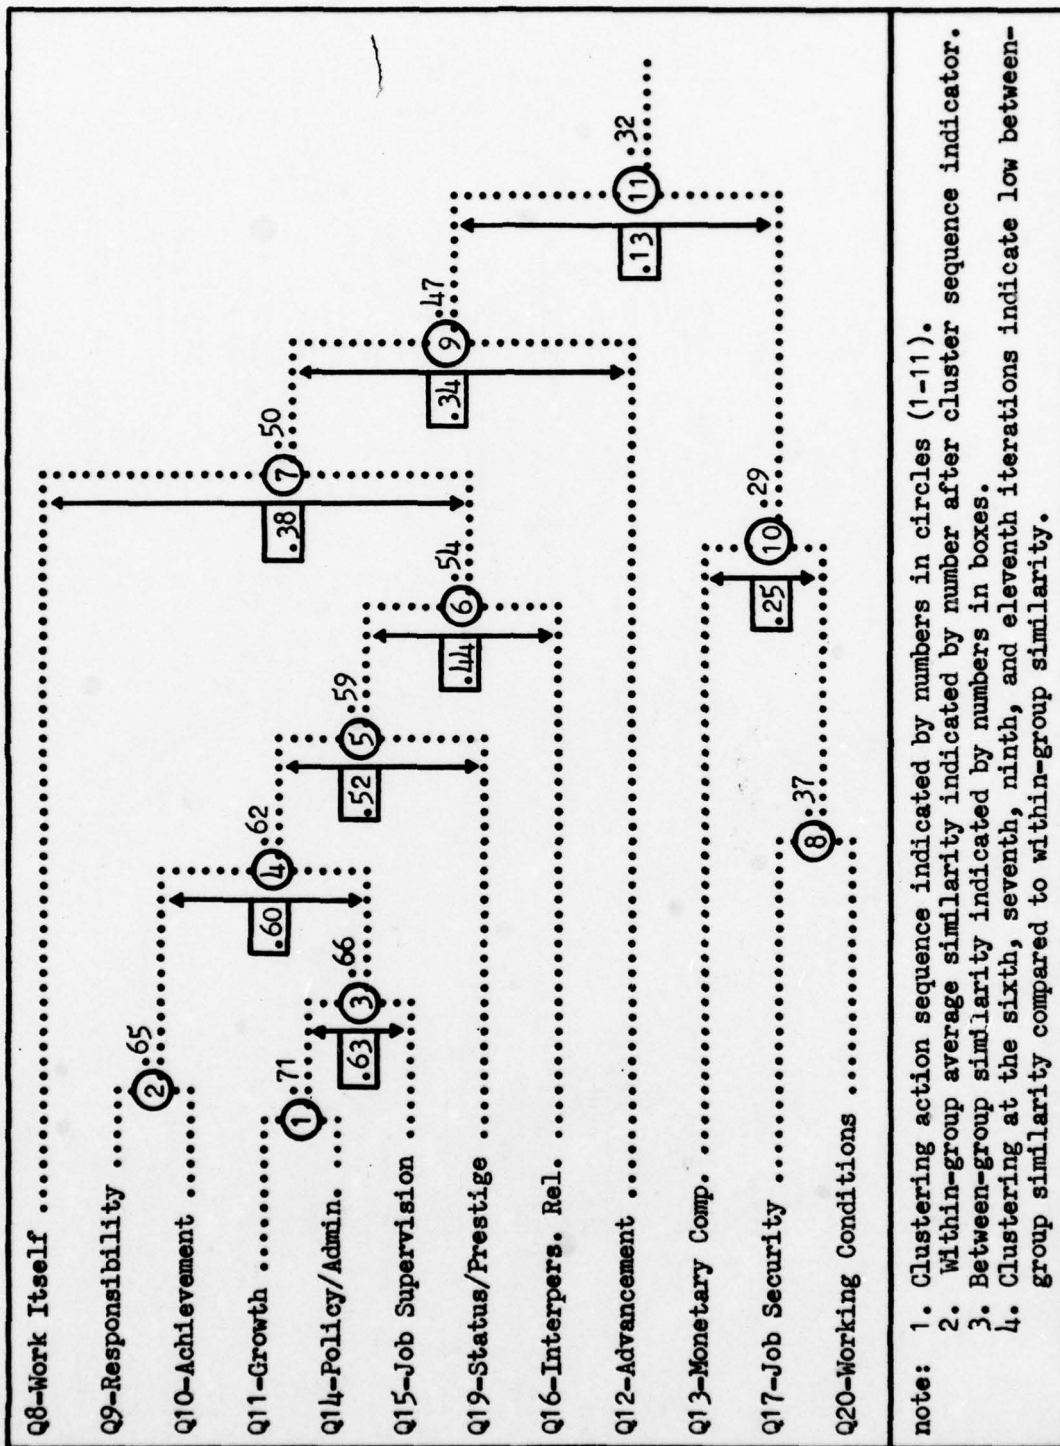 Q8-Work Itself
Q9-Responsibility
2 .65
Q10-Achievement
.60 4 .62
Q11-Growth
1 .71
Q14-Policy/Admin.
.63 3 .66
Q15-Job Supervision
.52 5 .59
Q19-Status/Prestige
.44 6 .54
Q16-Interpers. Rel.
.38 7 .50
Q12-Advancement
.34 9 .47
Q13-Monetary Comp.
.25 10 .29
Q17-Job Security
8 .37
Q20-Working Conditions
.13 11 .32
note: 1. Clustering action sequence indicated by numbers in circles (1-11).
2. Within-group average similarity indicated by number after cluster sequence indicator.
3. Between-group similarity indicated by numbers in boxes.
4. Clustering at the sixth, seventh, ninth, and eleventh iterations indicate low between-
group similarity compared to within-group similarity.